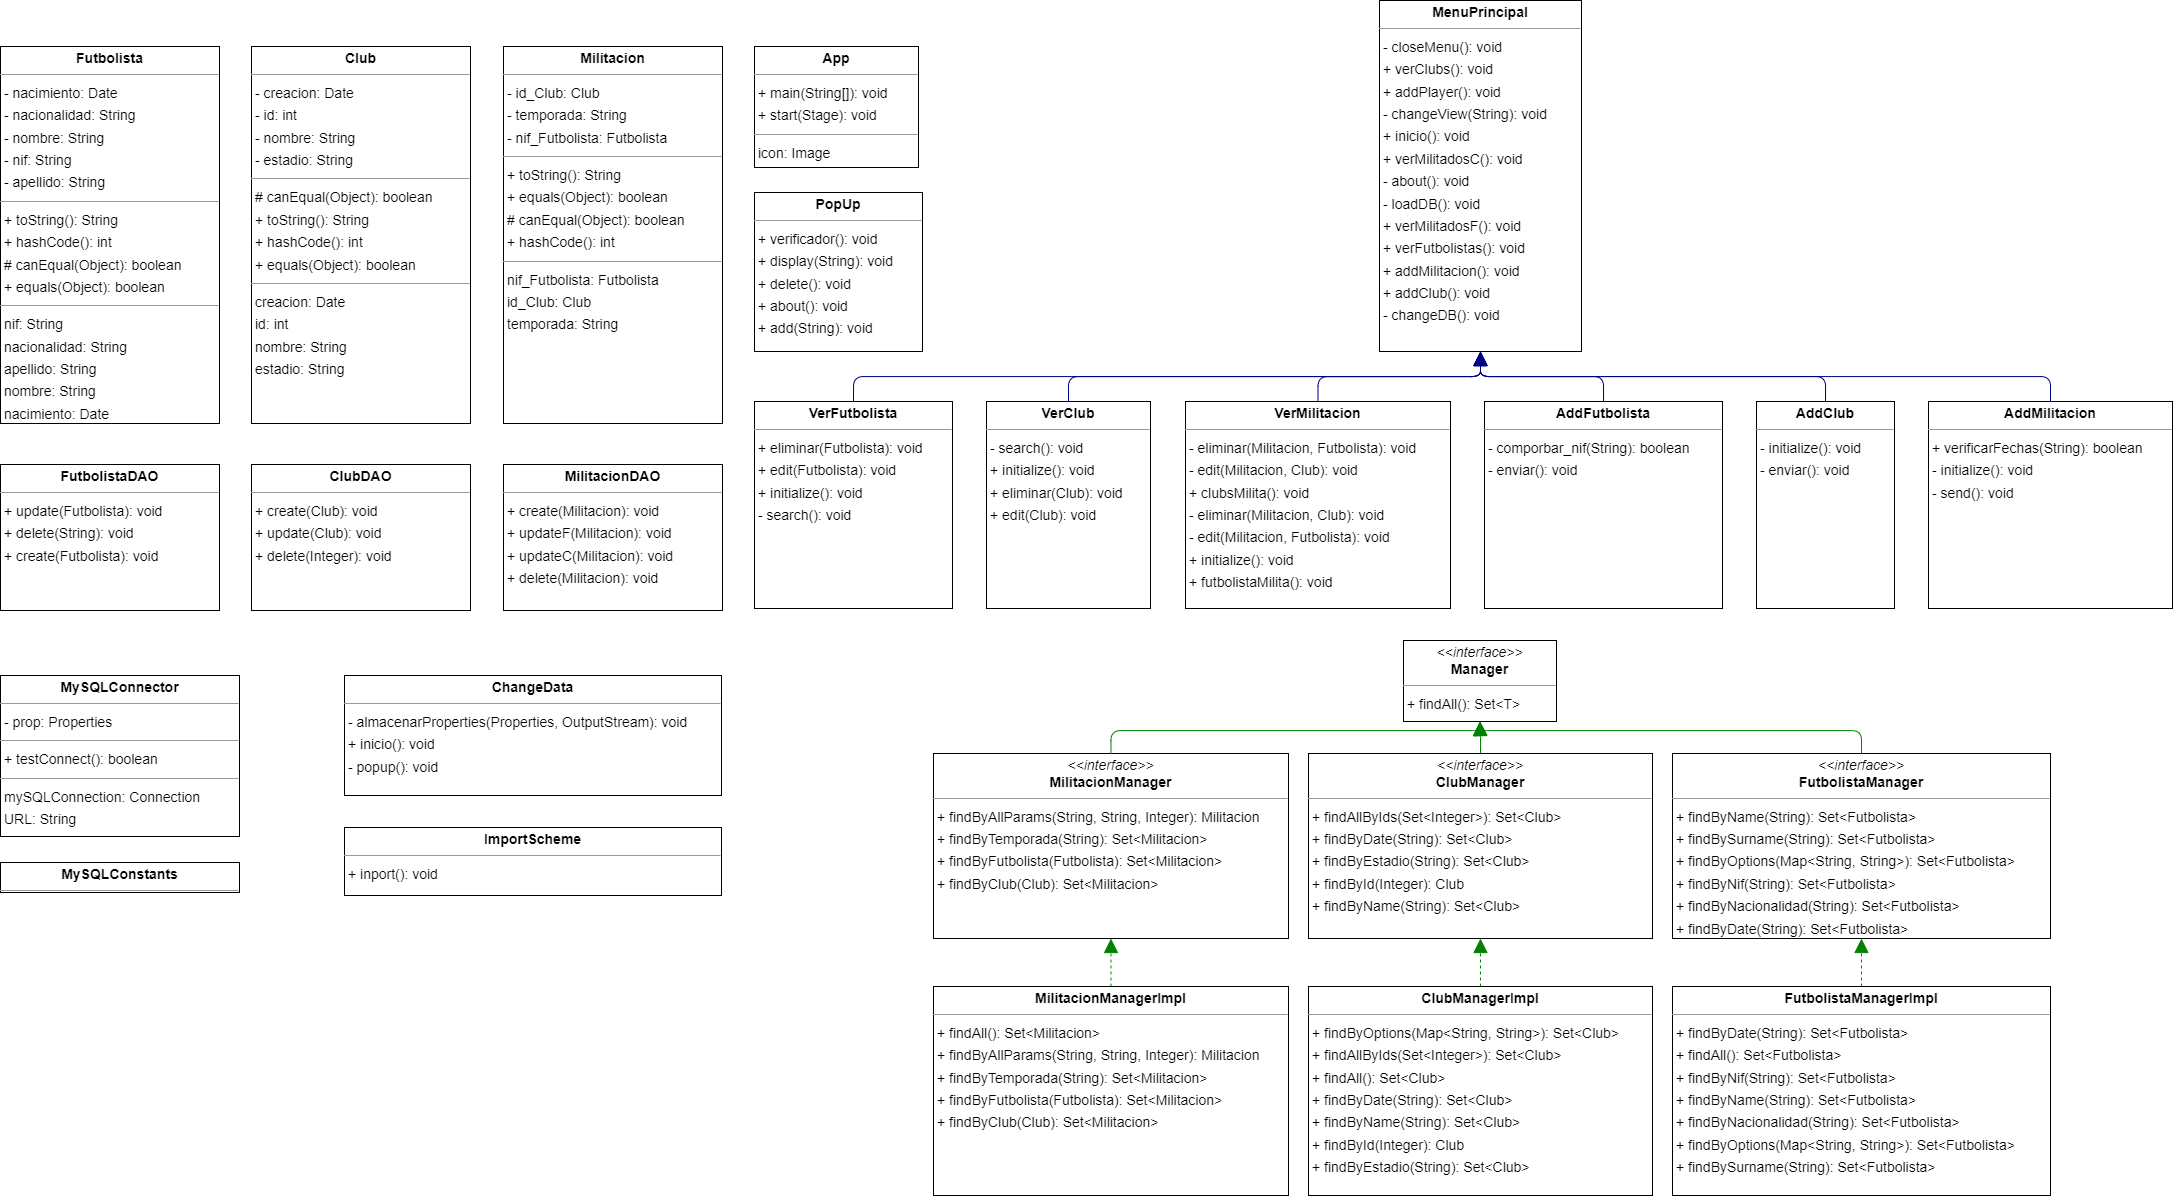 Futbolista
- nacimiento: Date
- nacionalidad: String
- nombre: String
- nif: String
- apellido: String
+ toString(): String
+ hashCode(): int
# canEqual(Object): boolean
+ equals(Object): boolean
nif: String
nacionalidad: String
apellido: String
nombre: String
nacimiento: Date
Club
- creacion: Date
- id: int
- nombre: String
- estadio: String
# canEqual(Object): boolean
+ toString(): String
+ hashCode(): int
+ equals(Object): boolean
creacion: Date
id: int
nombre: String
estadio: String
Militacion
- id_Club: Club
- temporada: String
- nif_Futbolista: Futbolista
+ toString(): String
+ equals(Object): boolean
# canEqual(Object): boolean
+ hashCode(): int
nif_Futbolista: Futbolista
id_Club: Club
temporada: String
App
+ main(String[]): void
+ start(Stage): void
icon: Image
PopUp
+ verificador(): void
+ display(String): void
+ delete(): void
+ about(): void
+ add(String): void
MenuPrincipal
- closeMenu(): void
+ verClubs(): void
+ addPlayer(): void
- changeView(String): void
+ inicio(): void
+ verMilitadosC(): void
- about(): void
- loadDB(): void
+ verMilitadosF(): void
+ verFutbolistas(): void
+ addMilitacion(): void
+ addClub(): void
- changeDB(): void
VerFutbolista
+ eliminar(Futbolista): void
+ edit(Futbolista): void
+ initialize(): void
- search(): void
VerClub
- search(): void
+ initialize(): void
+ eliminar(Club): void
+ edit(Club): void
VerMilitacion
- eliminar(Militacion, Futbolista): void
- edit(Militacion, Club): void
+ clubsMilita(): void
- eliminar(Militacion, Club): void
- edit(Militacion, Futbolista): void
+ initialize(): void
+ futbolistaMilita(): void
AddFutbolista
- comporbar_nif(String): boolean
- enviar(): void
AddClub
- initialize(): void
- enviar(): void
AddMilitacion
+ verificarFechas(String): boolean
- initialize(): void
- send(): void
FutbolistaDAO
+ update(Futbolista): void
+ delete(String): void
+ create(Futbolista): void
ClubDAO
+ create(Club): void
+ update(Club): void
+ delete(Integer): void
MilitacionDAO
+ create(Militacion): void
+ updateF(Militacion): void
+ updateC(Militacion): void
+ delete(Militacion): void
MySQLConnector
- prop: Properties
+ testConnect(): boolean
mySQLConnection: Connection
URL: String
MySQLConstants
ChangeData
- almacenarProperties(Properties, OutputStream): void
+ inicio(): void
- popup(): void
ImportScheme
+ inport(): void
<<interface>>
Manager
+ findAll(): Set<T>
<<interface>>
MilitacionManager
+ findByAllParams(String, String, Integer): Militacion
+ findByTemporada(String): Set<Militacion>
+ findByFutbolista(Futbolista): Set<Militacion>
+ findByClub(Club): Set<Militacion>
<<interface>>
ClubManager
+ findAllByIds(Set<Integer>): Set<Club>
+ findByDate(String): Set<Club>
+ findByEstadio(String): Set<Club>
+ findById(Integer): Club
+ findByName(String): Set<Club>
<<interface>>
FutbolistaManager
+ findByName(String): Set<Futbolista>
+ findBySurname(String): Set<Futbolista>
+ findByOptions(Map<String, String>): Set<Futbolista>
+ findByNif(String): Set<Futbolista>
+ findByNacionalidad(String): Set<Futbolista>
+ findByDate(String): Set<Futbolista>
MilitacionManagerImpl
+ findAll(): Set<Militacion>
+ findByAllParams(String, String, Integer): Militacion
+ findByTemporada(String): Set<Militacion>
+ findByFutbolista(Futbolista): Set<Militacion>
+ findByClub(Club): Set<Militacion>
ClubManagerImpl
+ findByOptions(Map<String, String>): Set<Club>
+ findAllByIds(Set<Integer>): Set<Club>
+ findAll(): Set<Club>
+ findByDate(String): Set<Club>
+ findByName(String): Set<Club>
+ findById(Integer): Club
+ findByEstadio(String): Set<Club>
FutbolistaManagerImpl
+ findByDate(String): Set<Futbolista>
+ findAll(): Set<Futbolista>
+ findByNif(String): Set<Futbolista>
+ findByName(String): Set<Futbolista>
+ findByNacionalidad(String): Set<Futbolista>
+ findByOptions(Map<String, String>): Set<Futbolista>
+ findBySurname(String): Set<Futbolista>